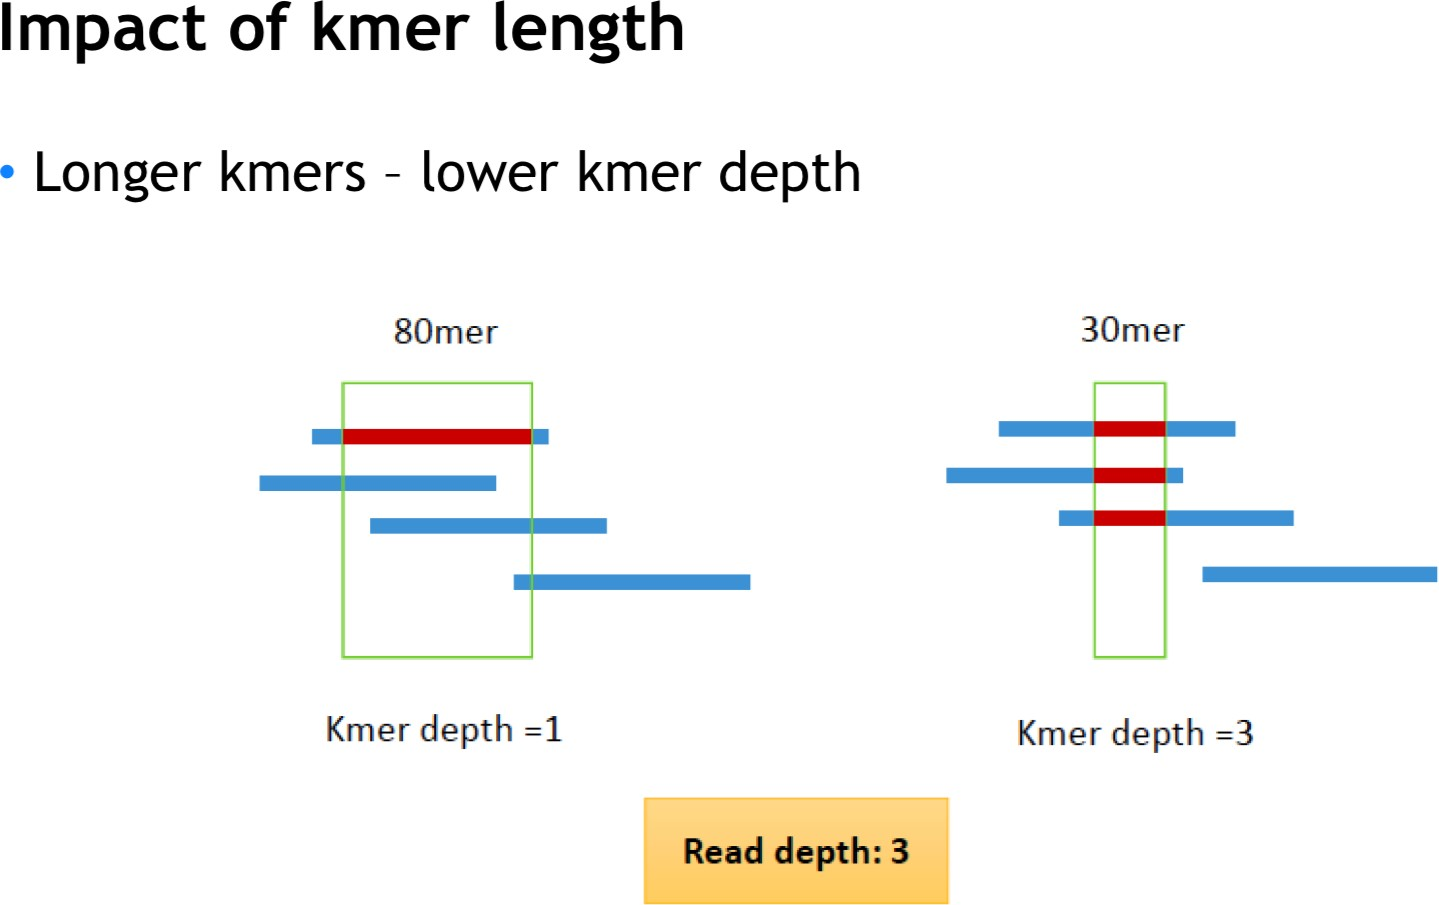 Impact of kmer length
• Longer kmers – lower kmer depth
80mer
30mer
Kmer depth =1
Kmer depth =3
Read depth: 3